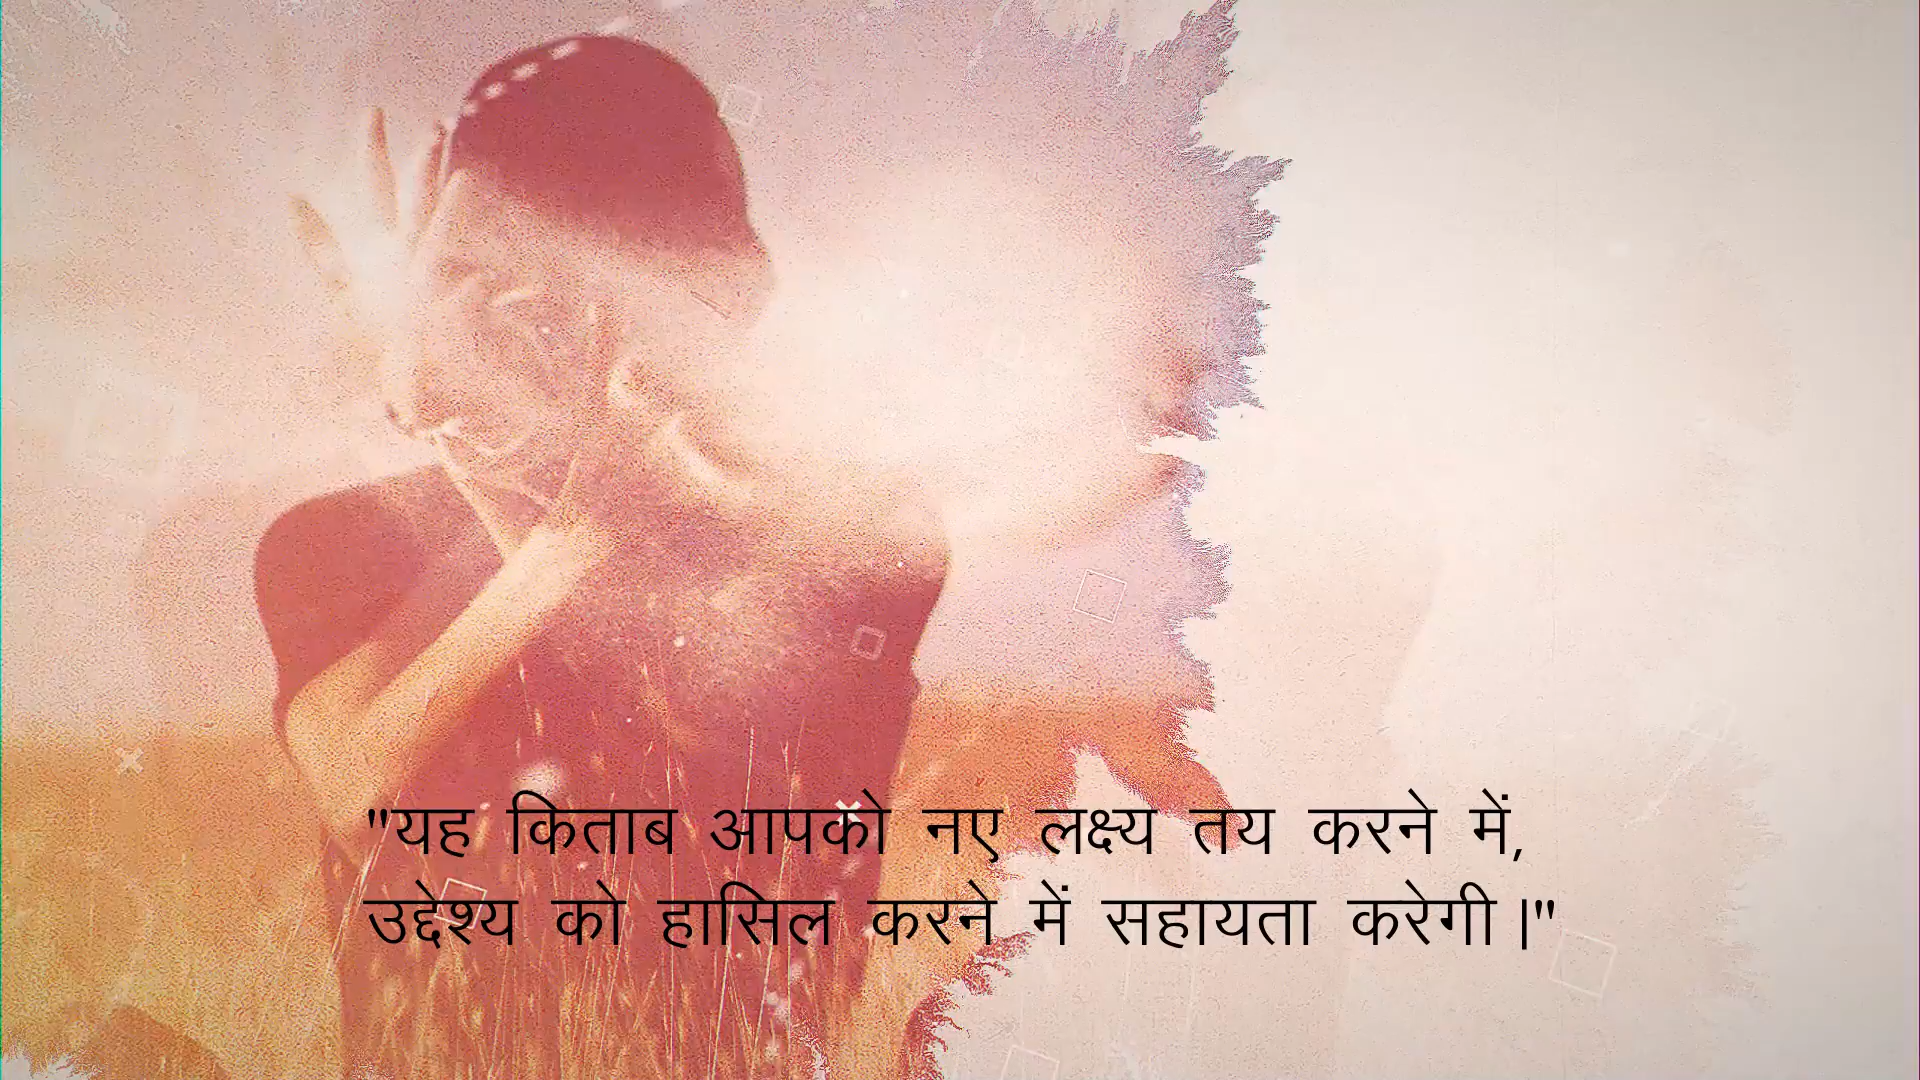 "यह किताब आपको नए लक्ष्य तय करने में,
उद्देश्य को हासिल करने में सहायता करेगी।"